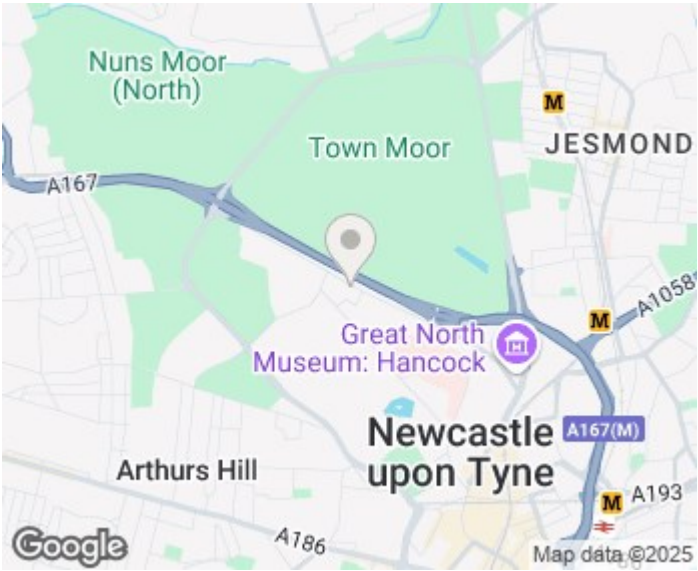 Nuns Moor
(North)
Town Moor
M
JESMOND
A167
A1058
M
Great North
Museum: Hancock
Newcastle
upon Tyne
A167(M)
Arthurs Hill
M
A193
A186
Google
Map data ©2025